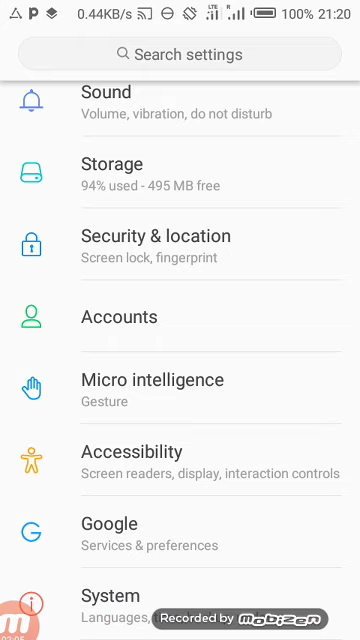 0.44KB/s LTE R 100% 21:20
Search settings
Sound
Volume, vibration, do not disturb
Storage
94% used - 495 MB free
Security & location
Screen lock, fingerprint
Accounts
Micro intelligence
Gesture
Accessibility
Screen readers, display, interaction controls
Google
Services & preferences
System
Languages,
Recorded by mobizen